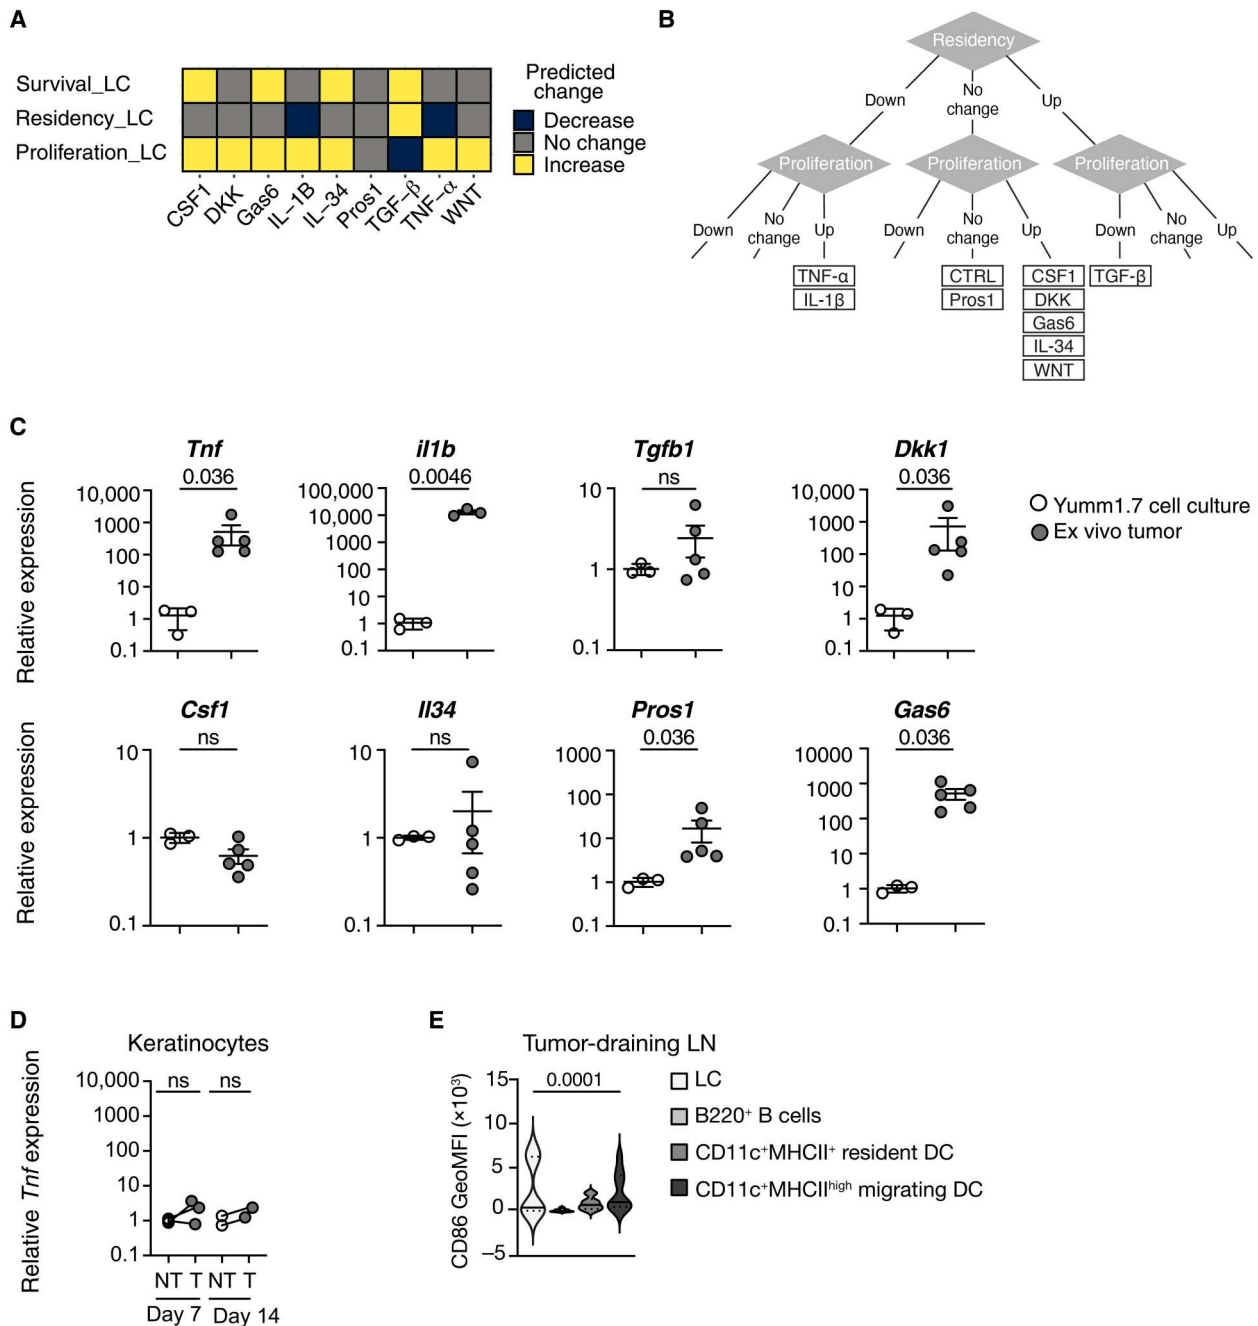 A
Survival_LC
Residency_LC
Proliferation_LC
CSF1
DKK
Gas6
IL-1B
IL-34
Pros1
TGF-β
TNF-α
WNT
Predicted
change
Decrease
No change
Increase
B
Residency
Down
No
change
Up
Proliferation
Proliferation
Proliferation
Down
No
change
Up
Down
No
change
Up
Down
No
change
Up
TNF-α
IL-1β
CTRL
Pros1
CSF1
DKK
Gas6
IL-34
WNT
TGF-β
C
Relative expression
Tnf
0.036
10,000
1000
100
10
1
0.1
il1b
0.0046
100,000
10,000
1000
100
10
1
0.1
Tgfb1
ns
10
1
0.1
Dkk1
0.036
10,000
1000
100
10
1
0.1
Yumm1.7 cell culture
Ex vivo tumor
Relative expression
Csf1
ns
10
1
0.1
Il34
ns
10
1
0.1
Pros1
0.036
1000
100
10
1
0.1
Gas6
0.036
10000
1000
100
10
1
0.1
D
Keratinocytes
Relative Tnf expression
ns
ns
10,000
1000
100
10
1
0.1
NT T NT T
Day 7 Day 14
E
Tumor-draining LN
CD86 GeoMFI (×10³)
0.0001
15
10
5
0
−5
LC
B220⁺ B cells
CD11c⁺MHCII⁺ resident DC
CD11c⁺MHCIIʰⁱᵍʰ migrating DC